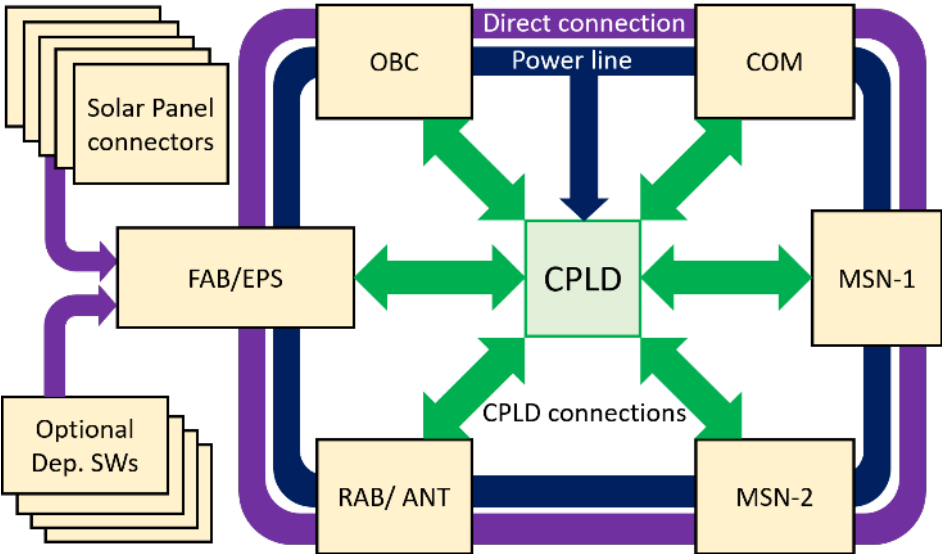 Direct connection
Power line
OBC
COM
Solar Panel
connectors
FAB/EPS
CPLD
MSN-1
CPLD connections
Optional
Dep. SWs
RAB/ ANT
MSN-2